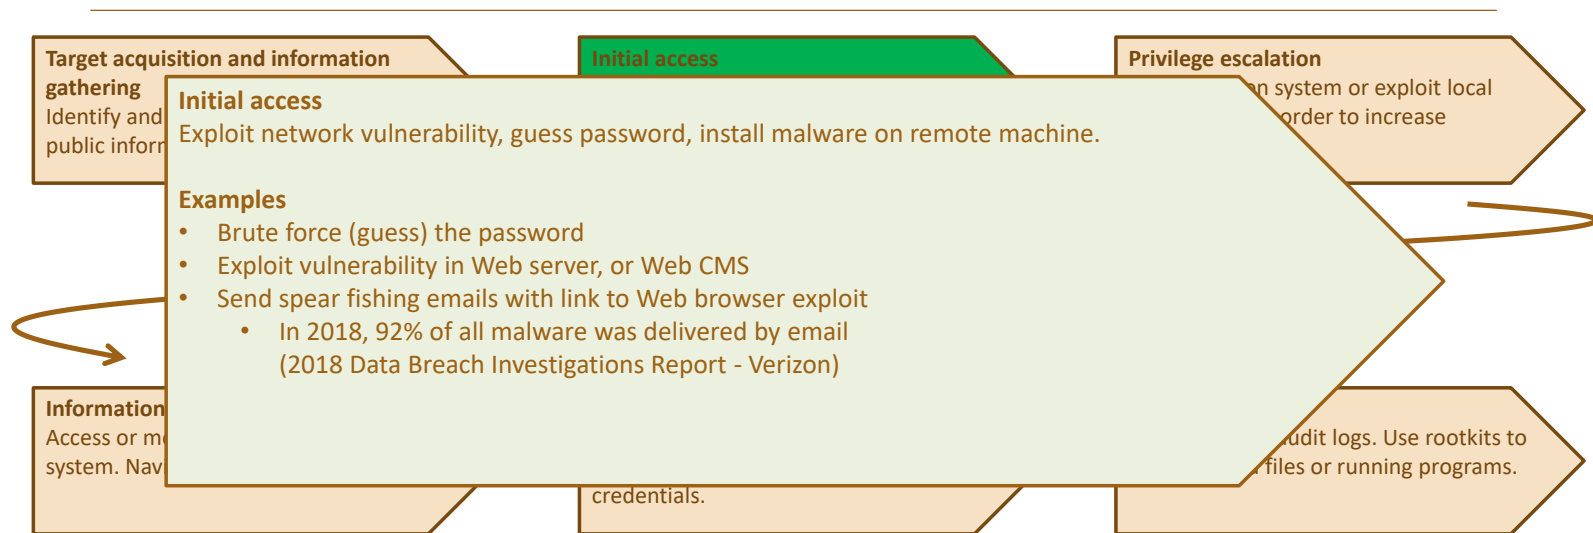 Target acquisition and information
gathering
Identify and
public infor
Initial access
Privilege escalation
on system or exploit local
order to increase
Initial access
Exploit network vulnerability, guess password, install malware on remote machine.
Examples
• Brute force (guess) the password
• Exploit vulnerability in Web server, or Web CMS
• Send spear fishing emails with link to Web browser exploit
• In 2018, 92% of all malware was delivered by email
(2018 Data Breach Investigations Report - Verizon)
Information
Access or m
system. Navi
credentials.
udit logs. Use rootkits to
files or running programs.